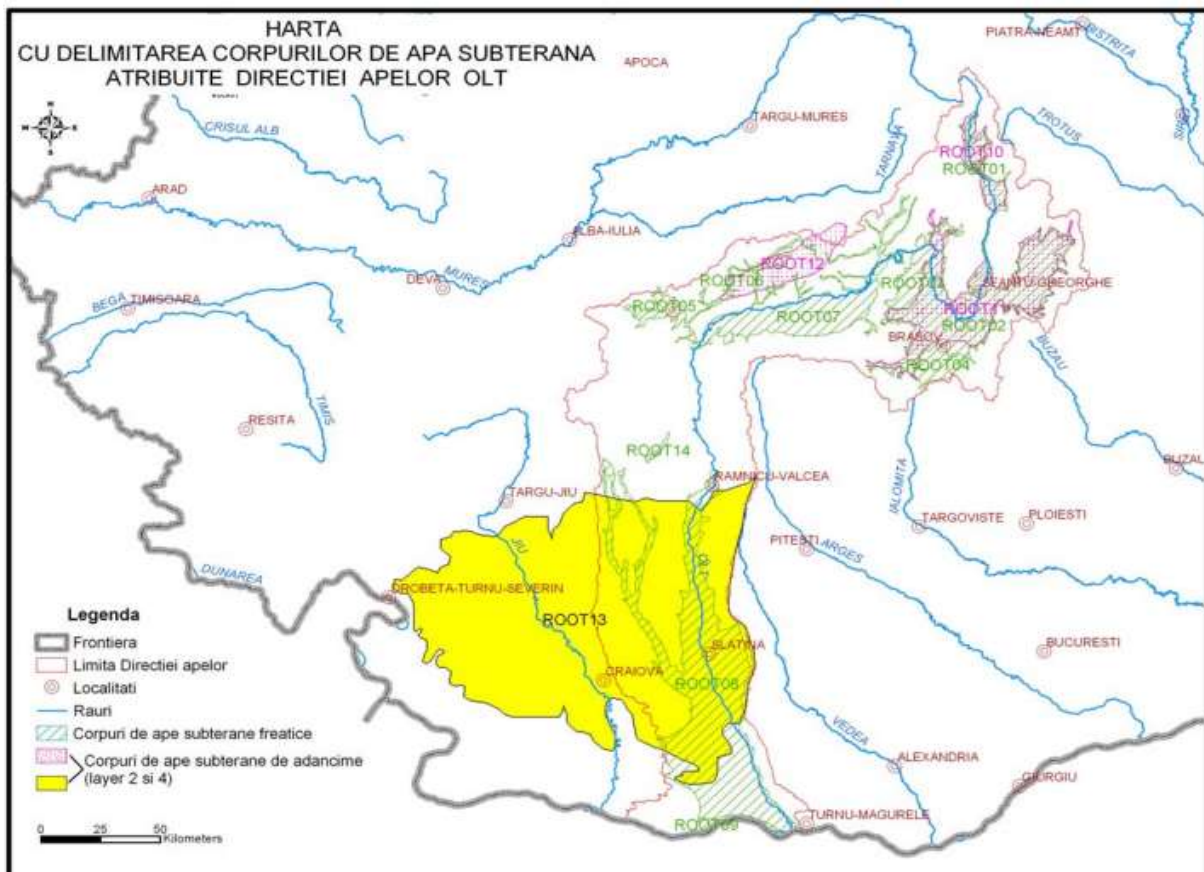 HARTA
CU DELIMITAREA CORPURILOR DE APA SUBTERANA
ATRIBUITE DIRECTIEI APELOR OLT
PIATRA-NEAMT
BISTRITA
APOCA
CRISUL ALB
TARGU-MURES
TARNAVA
TROTUS
SIRET
ROOT10
ROOT01
ARAD
ALBA-IULIA
ROOT12
DEVA
MURES
ROOT06
SFANTU-GHEORGHE
BEGA
TIMISOARA
ROOT05
ROOT07
ROOT11
ROOT02
BRASOV
ROOT04
BUZAU
TIMIS
RESITA
ROOT14
BUZAU
RAMNICU-VALCEA
IALOMITA
TARGU-JIU
TARGOVISTE
PLOIESTI
PITESTI
ARGES
JIU
OLT
DUNAREA
DROBETA-TURNU-SEVERIN
ROOT13
BUCURESTI
SLATINA
CRAIOVA
ROOT08
VEDEA
ALEXANDRIA
GIURGIU
TURNU-MAGURELE
ROOT09
Legenda
Frontiera
Limita Directiei apelor
Localitati
Rauri
Corpuri de ape subterane freatice
Corpuri de ape subterane de adancime
(layer 2 si 4)
0 25 50
Kilometers